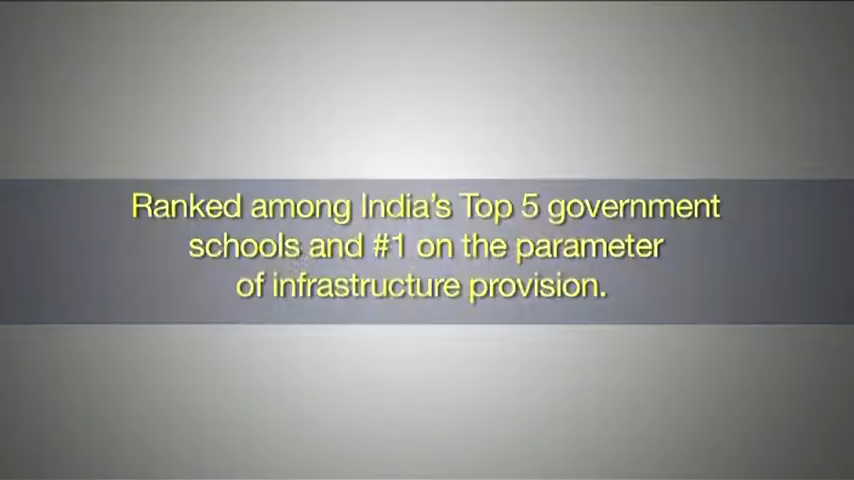 Ranked among India's Top 5 government
schools and #1 on the parameter
of infrastructure provision.